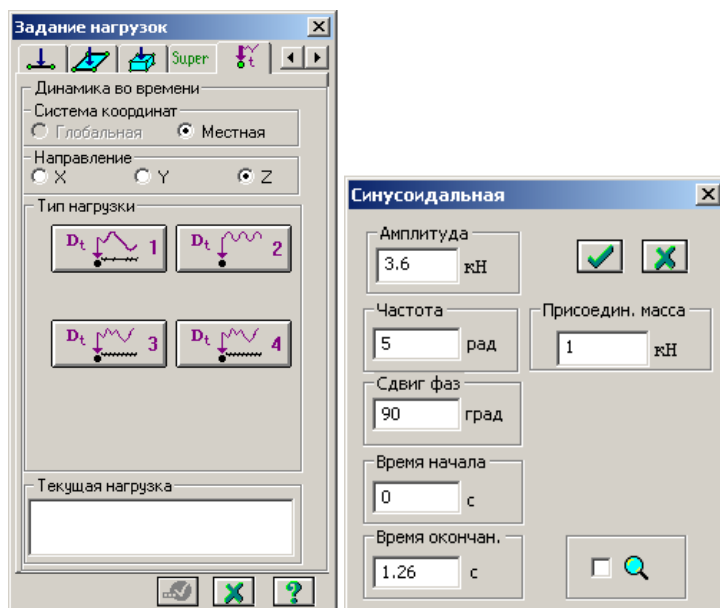 Задание нагрузок
Super
t
Динамика во времени
Система координат
Глобальная Местная
Направление
X Y Z
Тип нагрузки
Dt 1 Dt 2
Dt 3 Dt 4
Текущая нагрузка
?
Синусоидальная
Амплитуда
3.6 кН
Частота
5 рад
Присоедин. масса
1 кН
Сдвиг фаз
90 град
Время начала
0 с
Время окончан.
1.26 с